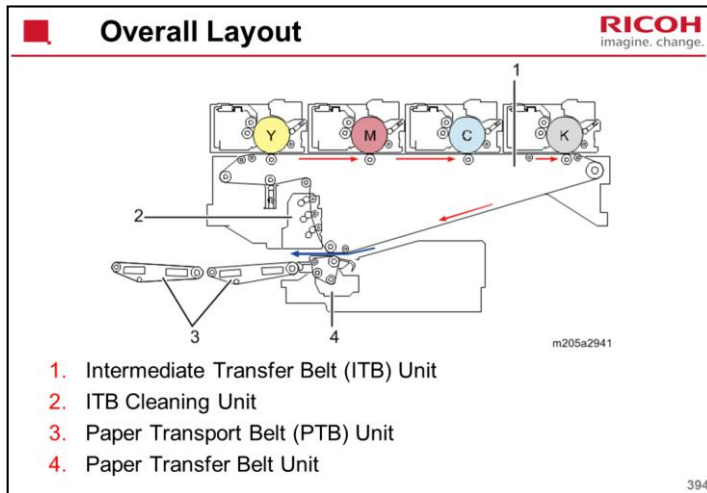 Overall Layout
RICOH
imagine. change.
1
Y
M
C
K
2
3
4
m205a2941
1. Intermediate Transfer Belt (ITB) Unit
2. ITB Cleaning Unit
3. Paper Transport Belt (PTB) Unit
4. Paper Transfer Belt Unit
394